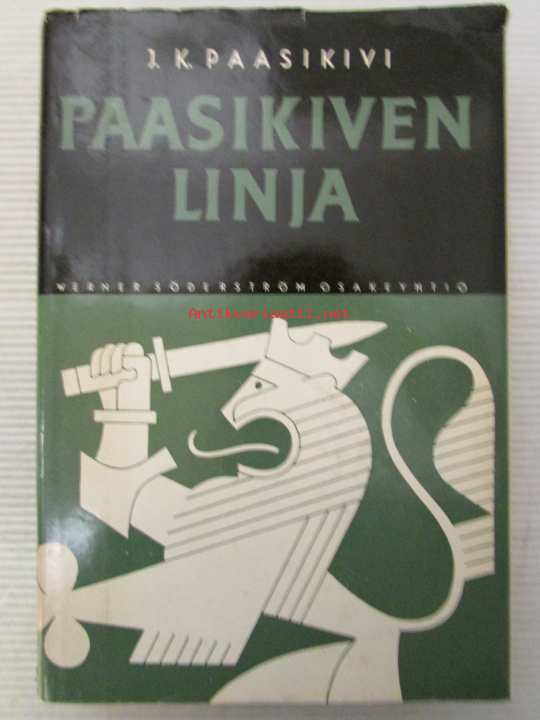 J. K. PAASIKIVI
PAASIKIVEN
LINJA
WERNER SÖDERSTRÖM OSAKEYHTIÖ
Antikvariaatti.net